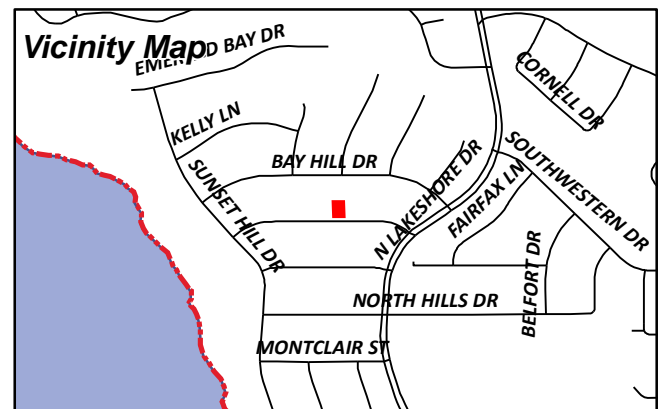 Vicinity Map
DR
BAY
CORNELL DR
KELLY LN
BAY HILL DR
SUNSET HILL DR
N LAKESHORE DR
SOUTHWESTERN DR
FAIRFAX LN
BELFORT DR
NORTH HILLS DR
MONTCLAIR ST